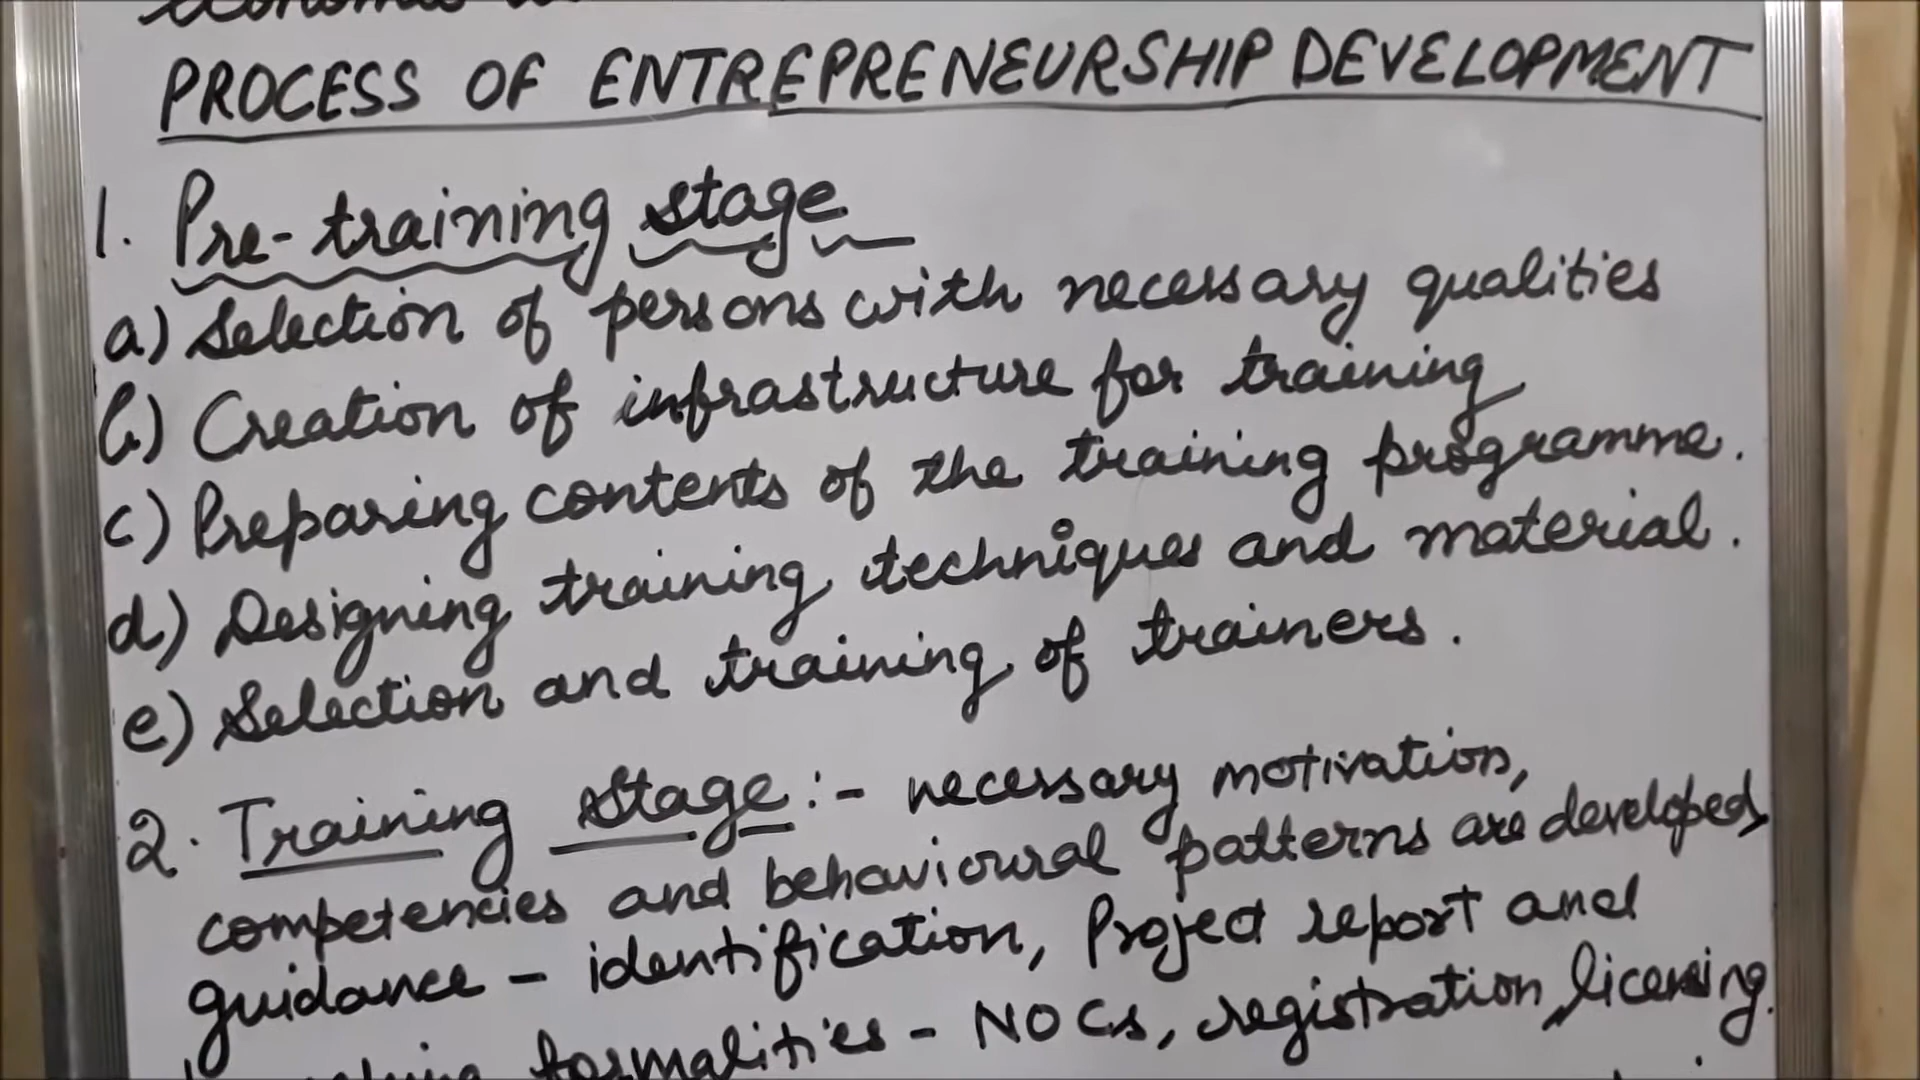 PROCESS OF ENTREPRENEURSHIP DEVELOPMENT
1. Pre-training stage
a) Selection of persons with necessary qualities
b) Creation of infrastructure for training
c) Preparing contents of the training programme.
d) Designing training techniques and material.
e) Selection and training of trainers.
2. Training Stage :- necessary motivation,
competencies and behavioural patterns are developed,
guidance - identification, Project report and
formalities - NOCs, registration, licensing.